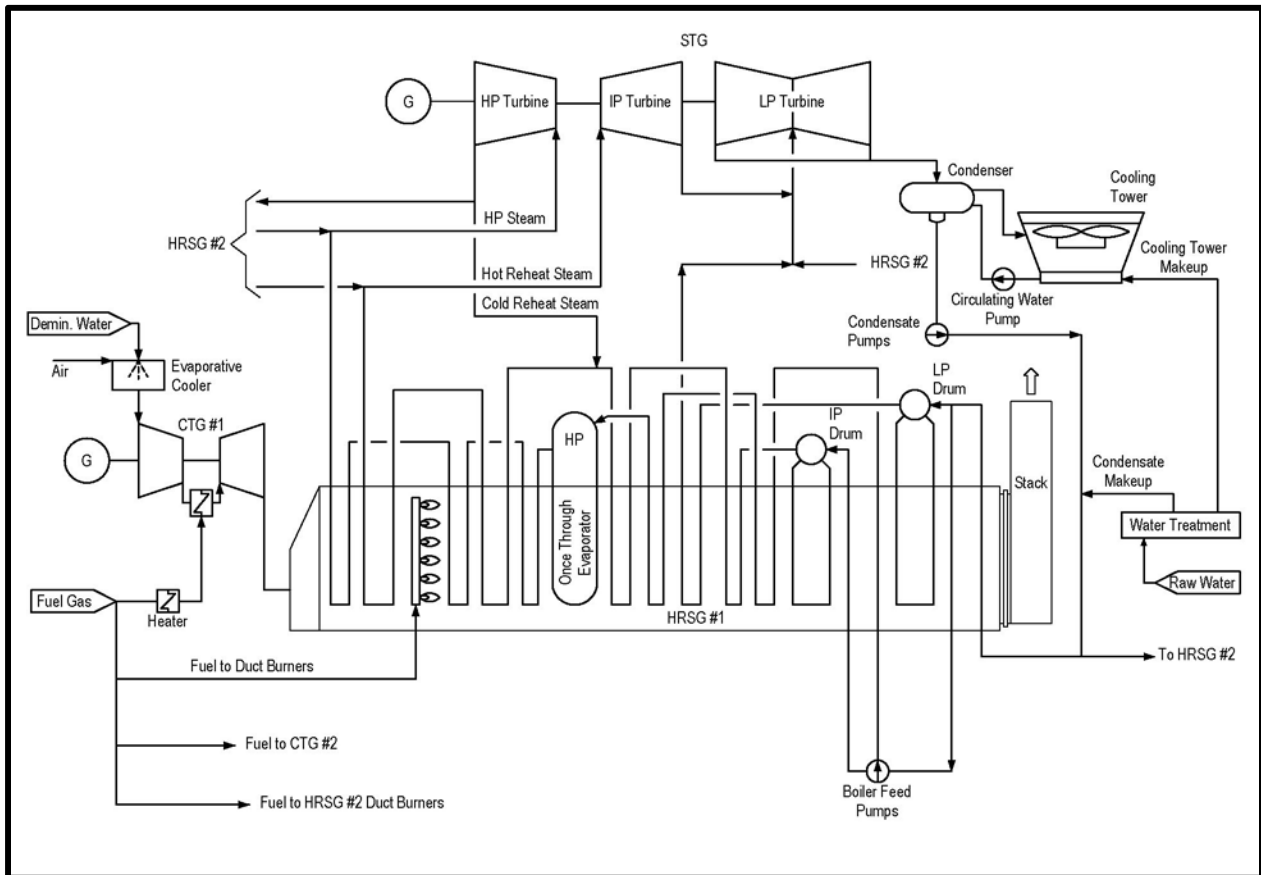 STG
G
HP Turbine
IP Turbine
LP Turbine
Condenser
Cooling
Tower
HP Steam
HRSG #2
Hot Reheat Steam
Cold Reheat Steam
HRSG #2
Cooling Tower
Makeup
Circulating Water
Pump
Condensate
Pumps
Demin. Water
Air
Evaporative
Cooler
CTG #1
G
HP
Once Through
Evaporator
IP
Drum
LP
Drum
Stack
Condensate
Makeup
Water Treatment
Raw Water
Fuel Gas
Heater
HRSG #1
Fuel to Duct Burners
To HRSG #2
Fuel to CTG #2
Boiler Feed
Pumps
Fuel to HRSG #2 Duct Burners